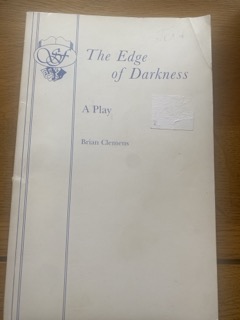 The Edge
of Darkness
A Play
Brian Clemens